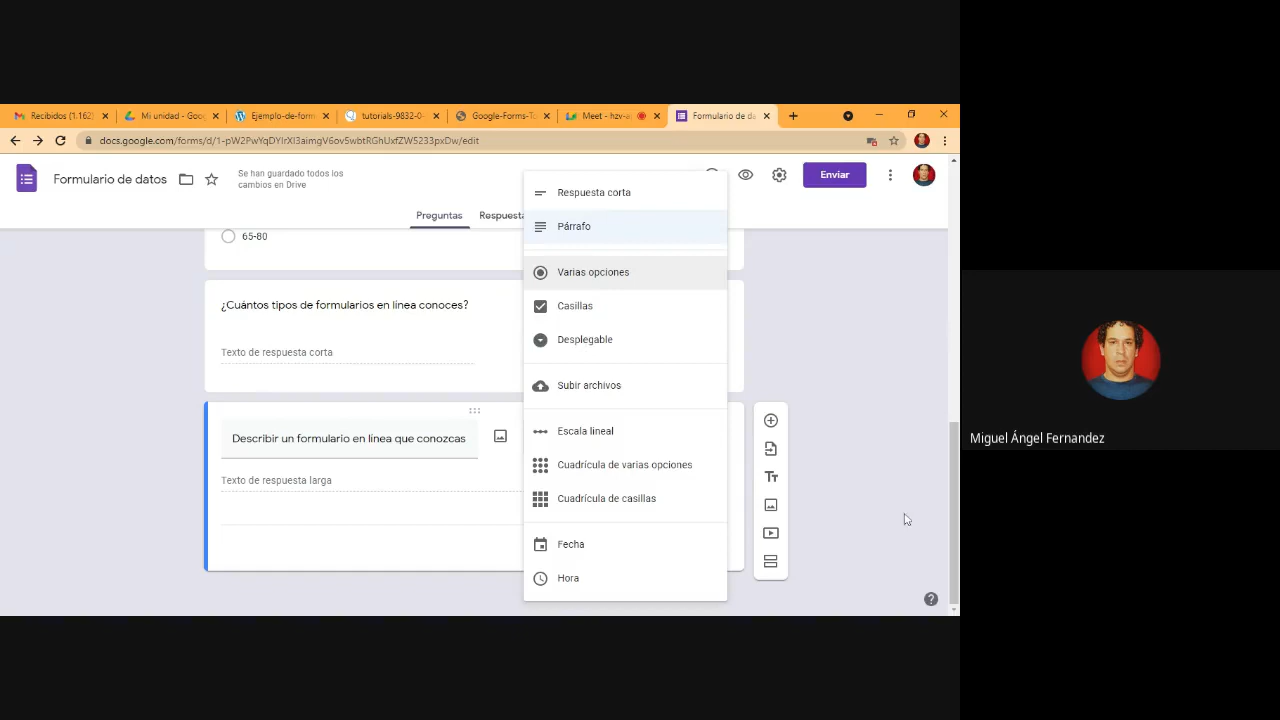 Recibidos (1.162)
Mi unidad - Goo
Ejemplo-de-form
tutorials-9832-0
Google-Forms-Tu
Meet - hzv-a
Formulario de da
docs.google.com/forms/d/1-pW2PwYqDYIrXI3aimgV6ov5wbtRGhUxfZW5233pxDw/edit
Formulario de datos
Se han guardado todos los
cambios en Drive
Enviar
Preguntas
Respuesta
65-80
¿Cuántos tipos de formularios en línea conoces?
Texto de respuesta corta
Describir un formulario en línea que conozcas
Texto de respuesta larga
Respuesta corta
Párrafo
Varias opciones
Casillas
Desplegable
Subir archivos
Escala lineal
Cuadrícula de varias opciones
Cuadrícula de casillas
Fecha
Hora
Miguel Ángel Fernandez